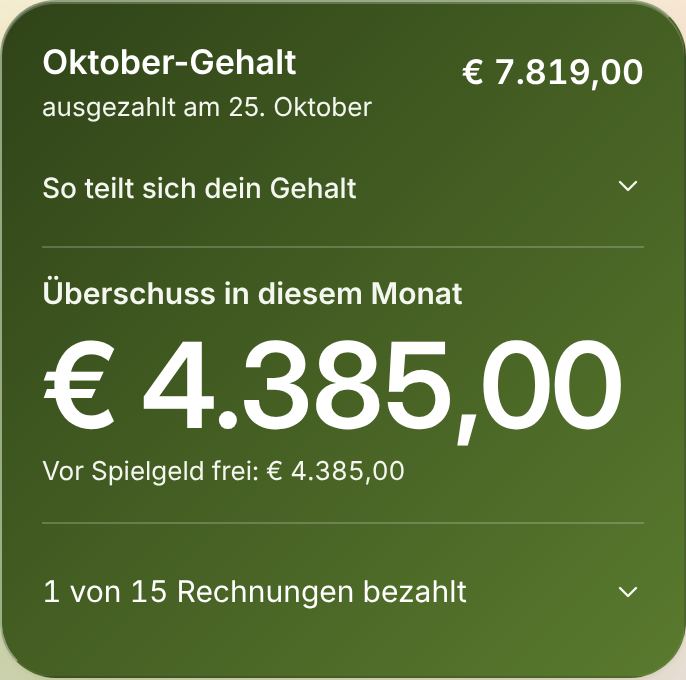 Oktober-Gehalt
€ 7.819,00
ausgezahlt am 25. Oktober
So teilt sich dein Gehalt
Überschuss in diesem Monat
€ 4.385,00
Vor Spielgeld frei: € 4.385,00
1 von 15 Rechnungen bezahlt